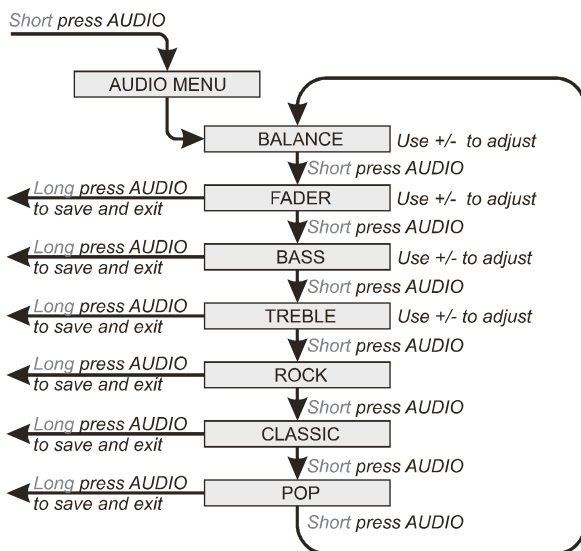 Short press AUDIO
AUDIO MENU
BALANCE Use +/- to adjust
Short press AUDIO
Long press AUDIO
to save and exit
FADER Use +/- to adjust
Short press AUDIO
Long press AUDIO
to save and exit
BASS Use +/- to adjust
Short press AUDIO
Long press AUDIO
to save and exit
TREBLE Use +/- to adjust
Short press AUDIO
Long press AUDIO
to save and exit
ROCK
Short press AUDIO
Long press AUDIO
to save and exit
CLASSIC
Short press AUDIO
Long press AUDIO
to save and exit
POP
Short press AUDIO